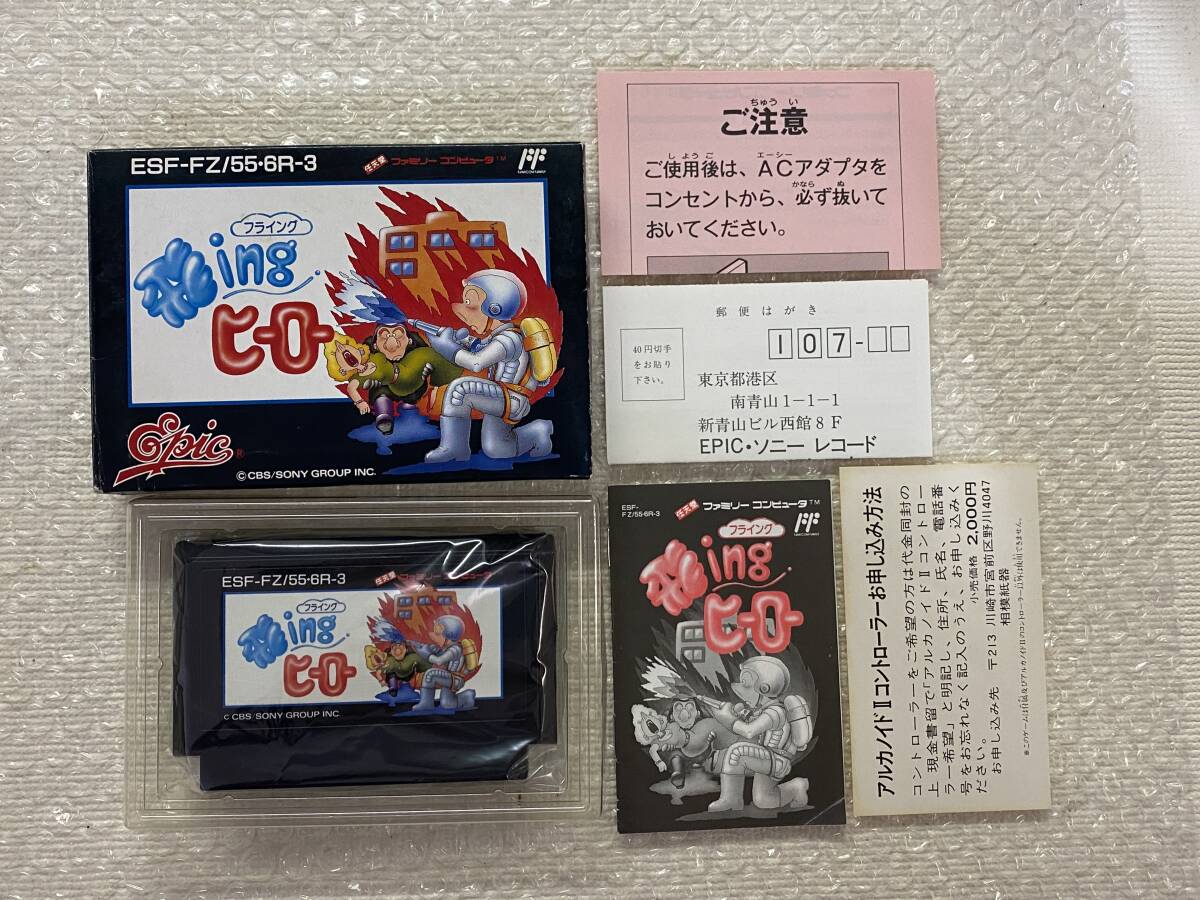 ESF-FZ/55・6R-3
任天堂 ファミリー コンピュータ™
FAMICOM FAMILY
フライング
ing
ヒーロー
Epic®
©CBS/SONY GROUP INC.
ちゅう い
ご注意
しようご エーシー
ご使用後は、ACアダプタを
かなら ぬ
コンセントから、必ず抜いて
おいてください。
郵便はがき
40円切手
をお貼り
下さい。
107-
東京都港区
南青山1-1-1
新青山ビル西館8F
EPIC・ソニー レコード
ESF-FZ/55・6R-3
任天堂 ファミリー コンピュータ
フライング
ing
ヒーロー
© CBS/SONY GROUP INC.
ESF-
FZ/55・6R-3
任天堂 ファミリー コンピュータ™
FAMICOM FAMILY
フライング
ing
ヒーロー
アルカノイドⅡコントローラーお申し込み方法
コントローラーをご希望の方は代金同封の
上、現金書留で「アルカノイドⅡコントロー
ラー希望」と明記し、住所、氏名、電話番
号をお忘れなく記入のうえ、お申し込みく
ださい。 小売価格 2,000円
お申し込み先 〒213 川崎市宮前区野川4047
相模紙器